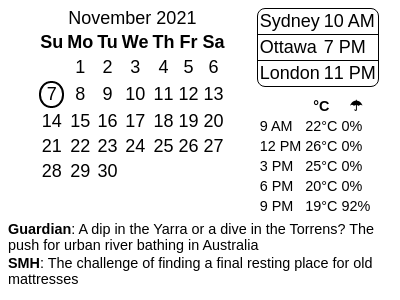 November 2021
Su Mo Tu We Th Fr Sa
1 2 3 4 5 6
7 8 9 10 11 12 13
14 15 16 17 18 19 20
21 22 23 24 25 26 27
28 29 30
Sydney 10 AM
Ottawa 7 PM
London 11 PM
°C ☂
9 AM 22°C 0%
12 PM 26°C 0%
3 PM 25°C 0%
6 PM 20°C 0%
9 PM 19°C 92%
Guardian: A dip in the Yarra or a dive in the Torrens? The
push for urban river bathing in Australia
SMH: The challenge of finding a final resting place for old
mattresses